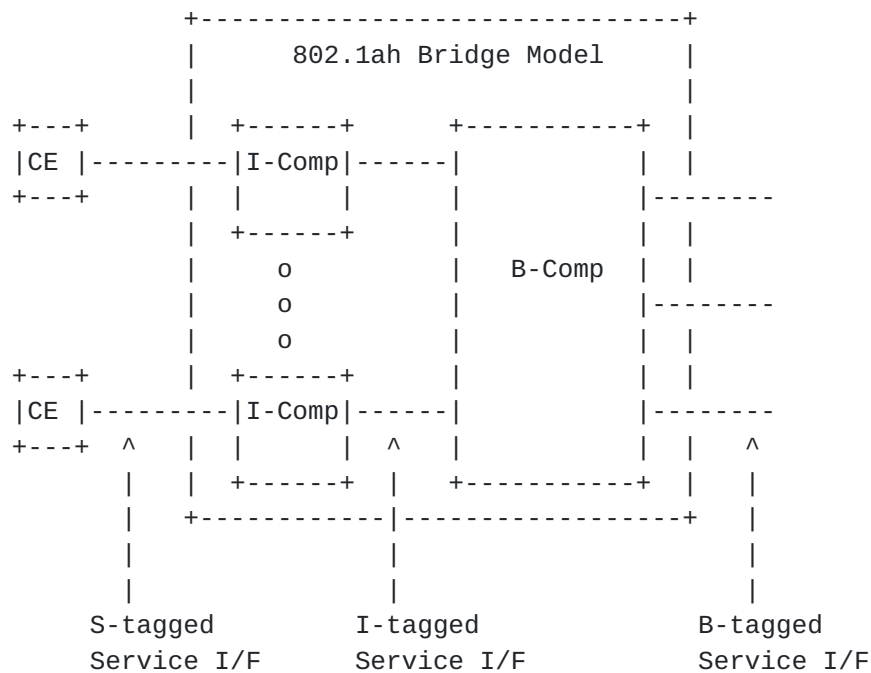 802.1ah Bridge Model
CE
I-Comp
o
B-Comp
o
o
CE
I-Comp
S-tagged I-tagged B-tagged
Service I/F Service I/F Service I/F